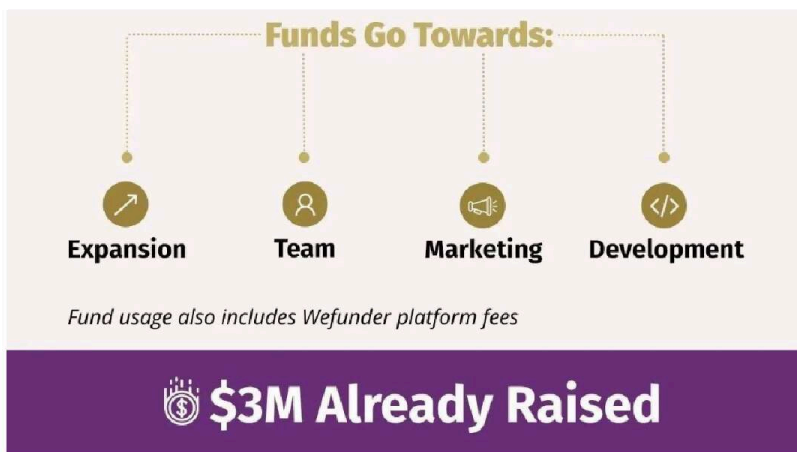 Funds Go Towards:
Expansion
Team
Marketing
Development
Fund usage also includes Wefunder platform fees
$3M Already Raised